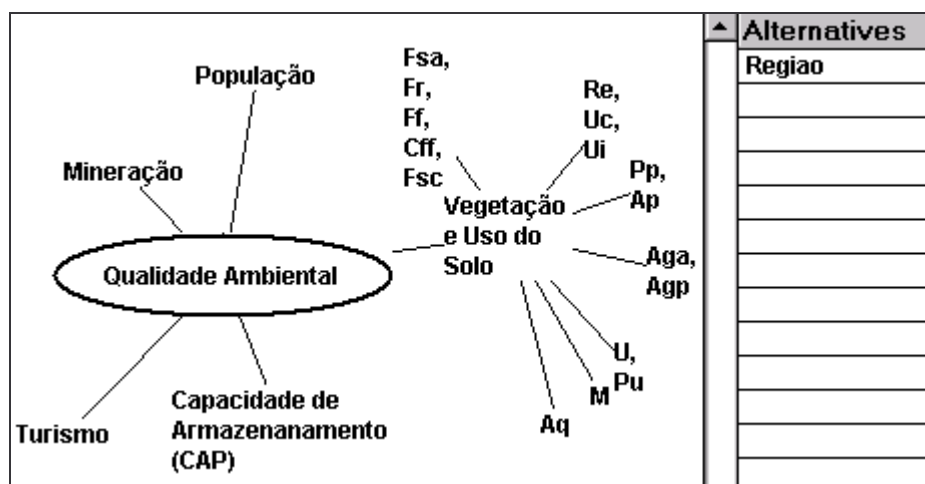 População
Mineração
Qualidade Ambiental
Turismo
Capacidade de
Armazenanamento
(CAP)
Fsa,
Fr,
Ff,
Cff,
Fsc
Vegetação
e Uso do
Solo
Re,
Uc,
Ui
Pp,
Ap
Aga,
Agp
U,
Pu
M
Aq
Alternatives
Regiao